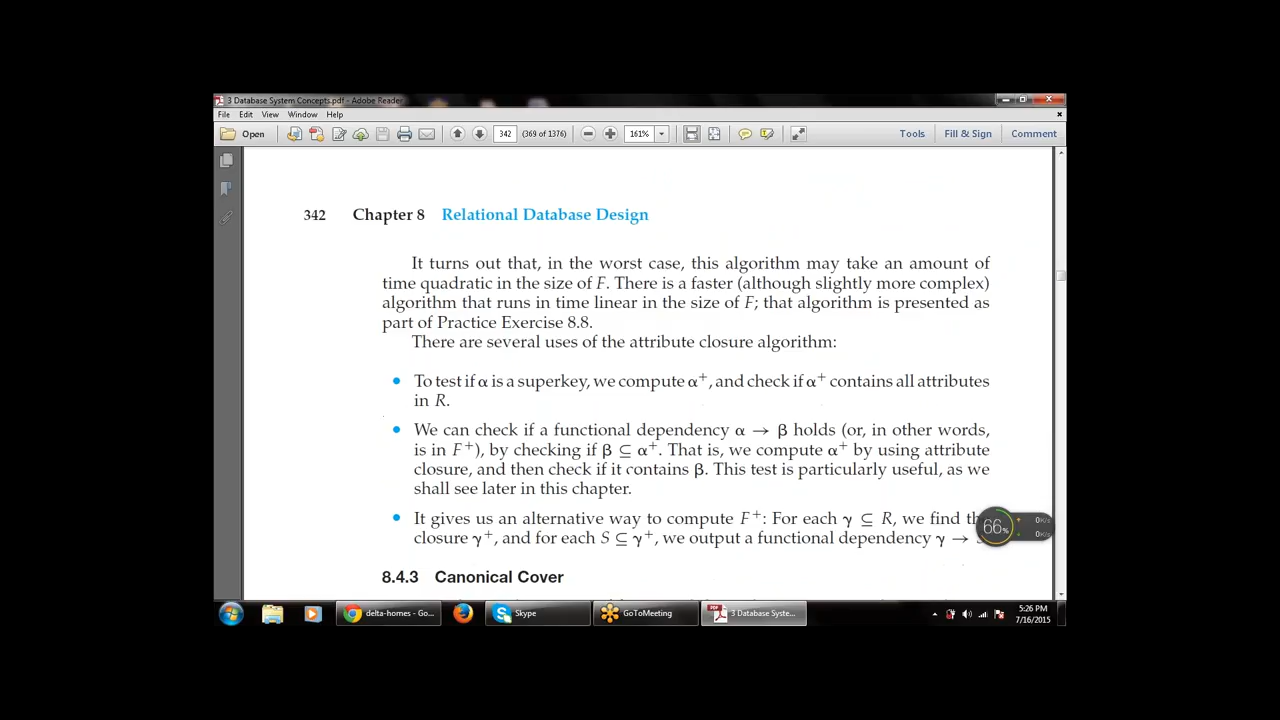 3 Database System Concepts.pdf - Adobe Reader
File Edit View Window Help
Open 342 (369 of 1376) 161% Tools Fill & Sign Comment
342 Chapter 8 Relational Database Design
It turns out that, in the worst case, this algorithm may take an amount of
time quadratic in the size of F. There is a faster (although slightly more complex)
algorithm that runs in time linear in the size of F; that algorithm is presented as
part of Practice Exercise 8.8.
There are several uses of the attribute closure algorithm:
• To test if α is a superkey, we compute α⁺, and check if α⁺ contains all attributes
in R.
• We can check if a functional dependency α → β holds (or, in other words,
is in F⁺), by checking if β ⊆ α⁺. That is, we compute α⁺ by using attribute
closure, and then check if it contains β. This test is particularly useful, as we
shall see later in this chapter.
• It gives us an alternative way to compute F⁺: For each γ ⊆ R, we find
closure γ⁺, and for each S ⊆ γ⁺, we output a functional dependency γ →
66% 0K/s
0K/s
8.4.3 Canonical Cover
delta-homes - Go... Skype GoToMeeting 3 Database Syste...
5:26 PM
7/16/2015